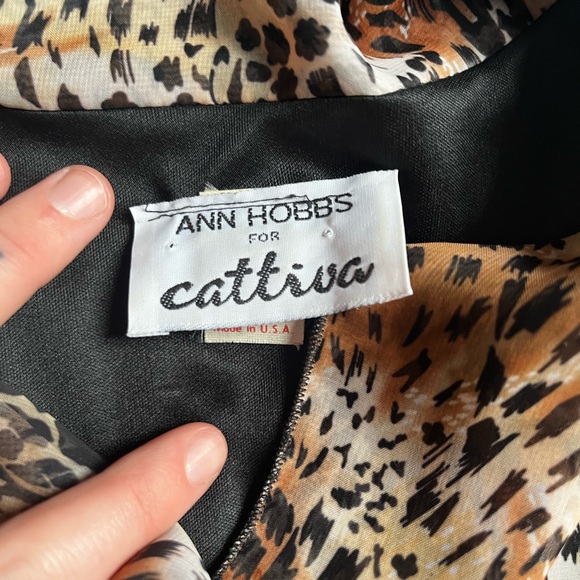 ANN HOBBS
FOR
cattiva
Made in U.S.A.